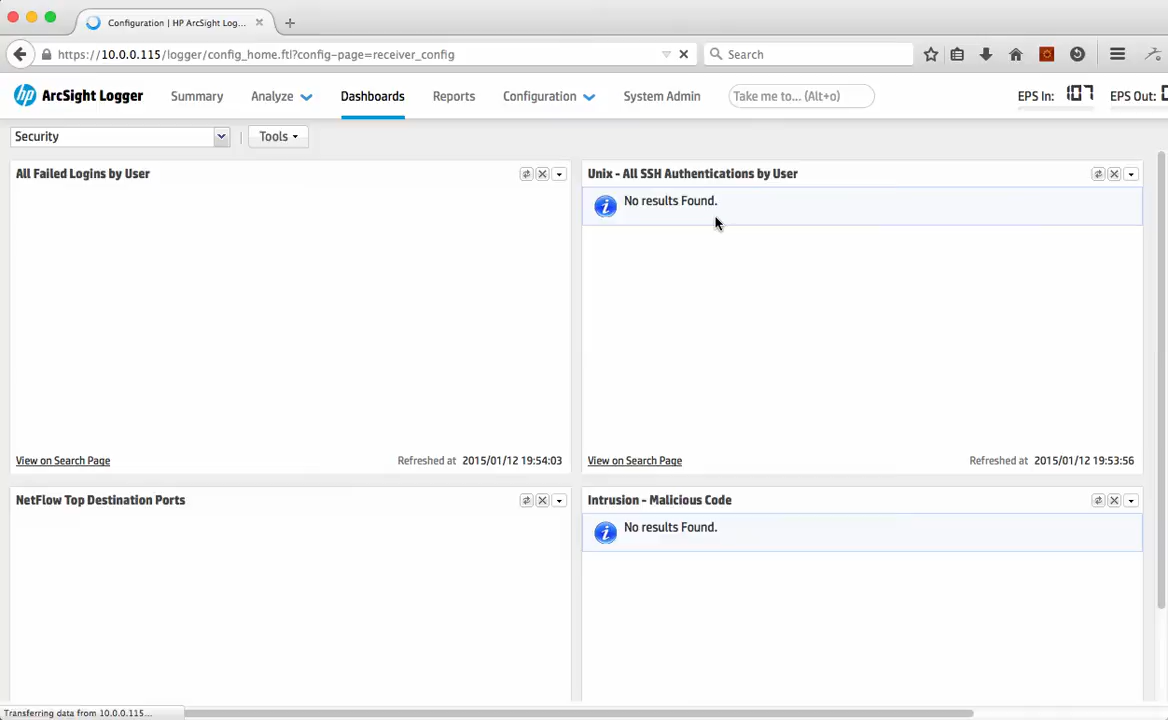 Configuration | HP ArcSight Log...
https://10.0.0.115/logger/config_home.ftl?config-page=receiver_config
Search
hp ArcSight Logger
Summary
Analyze
Dashboards
Reports
Configuration
System Admin
Take me to... (Alt+o)
EPS In: 107
EPS Out:
Security
Tools
All Failed Logins by User
Unix - All SSH Authentications by User
No results Found.
View on Search Page
Refreshed at 2015/01/12 19:54:03
View on Search Page
Refreshed at 2015/01/12 19:53:56
NetFlow Top Destination Ports
Intrusion - Malicious Code
No results Found.
Transferring data from 10.0.0.115...